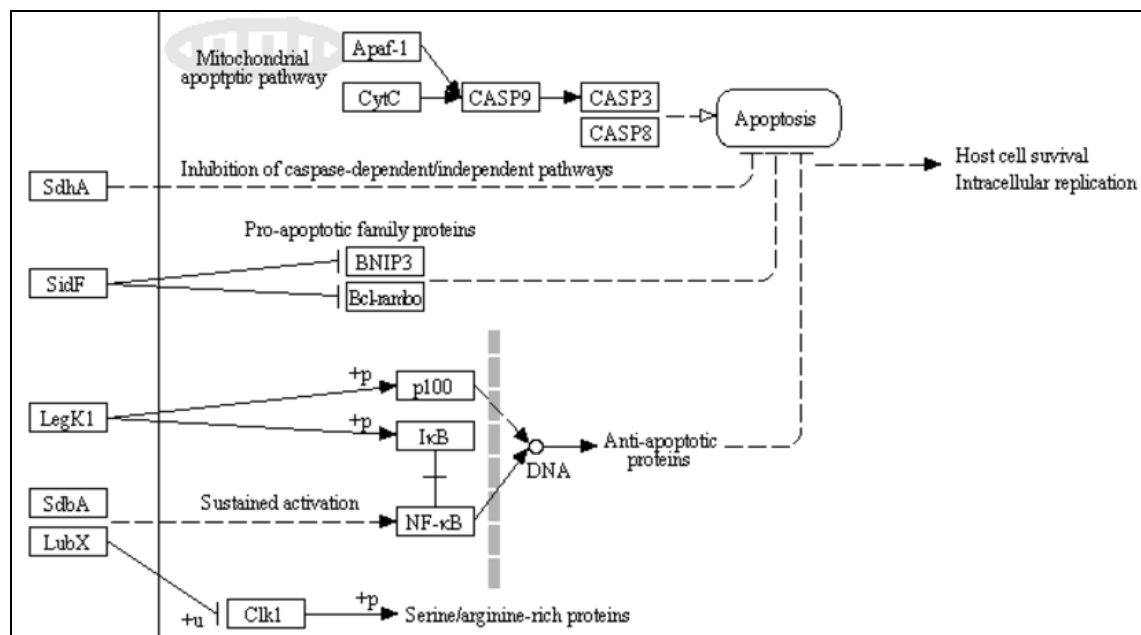 Apaf-1
Mitochondrial
apoptptic pathway
CytC
CASP9
CASP3
CASP8
Apoptosis
Host cell suvival
Intracellular replication
Inhibition of caspase-dependent/independent pathways
SdhA
Pro-apoptotic family proteins
BNIP3
SidF
Bcl-rambo
+p
p100
LegK1
+p
IκB
DNA
Anti-apoptotic
proteins
SdbA
Sustained activation
NF-κB
LubX
+u
Clk1
+p
Serine/arginine-rich proteins